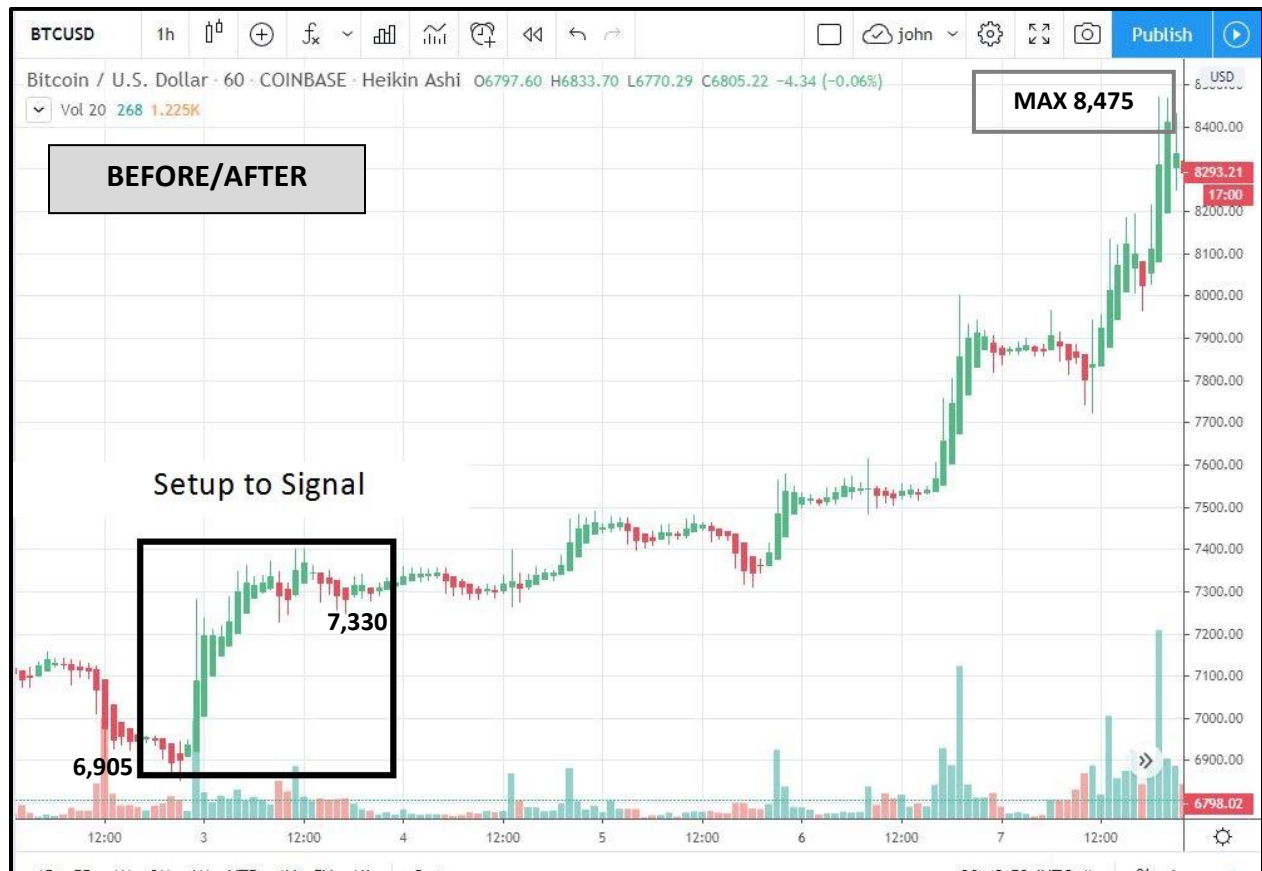 BTCUSD 1h fx john Publish
Bitcoin / U.S. Dollar · 60 · COINBASE · Heikin Ashi O6797.60 H6833.70 L6770.29 C6805.22 −4.34 (−0.06%)
USD
Vol 20 268 1.225K
MAX 8,475
8400.00
BEFORE/AFTER
8293.21
17:00
8200.00
8100.00
8000.00
7900.00
7800.00
7700.00
7600.00
Setup to Signal
7500.00
7400.00
7300.00
7,330
7200.00
7100.00
7000.00
6,905
6900.00
6798.02
12:00 3 12:00 4 12:00 5 12:00 6 12:00 7 12:00